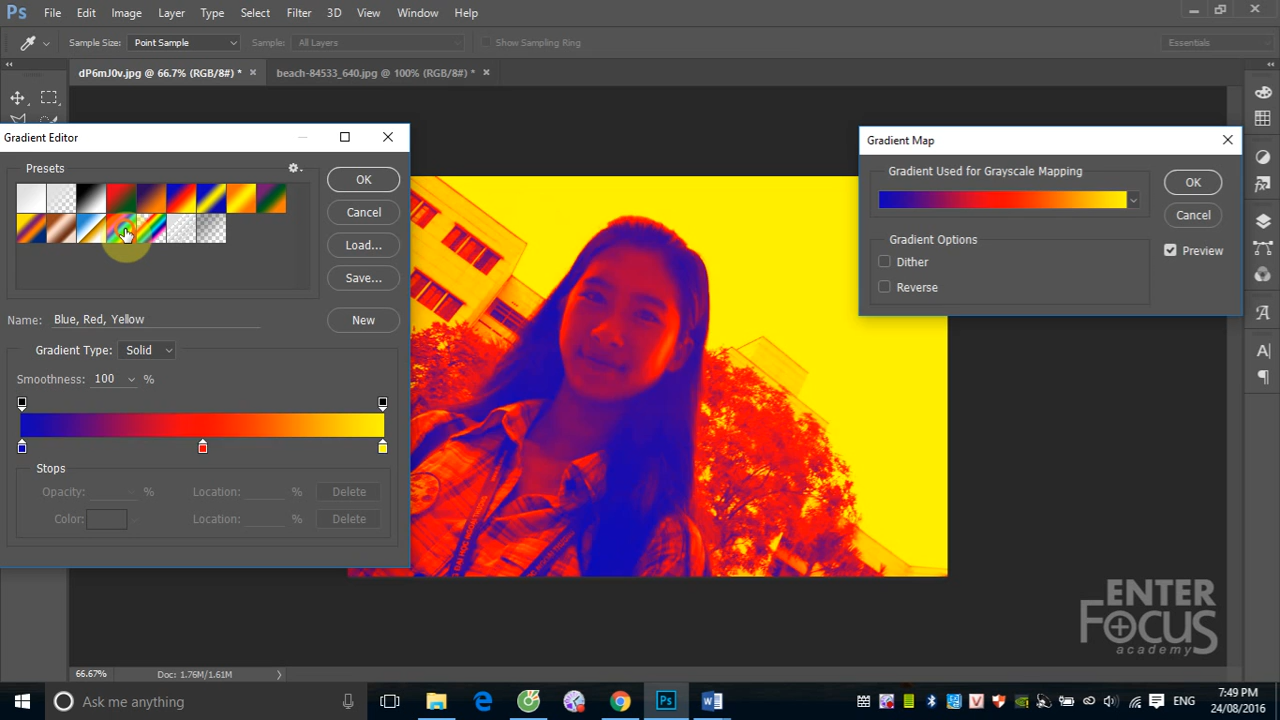 Ps File Edit Image Layer Type Select Filter 3D View Window Help
Sample Size: Point Sample Sample: All Layers Show Sampling Ring Essentials
dP6mJ0v.jpg @ 66.7% (RGB/8#) * beach-84533_640.jpg @ 100% (RGB/8#) *
Gradient Editor
Presets
OK
Cancel
Load...
Save...
Name: Blue, Red, Yellow
New
Gradient Type: Solid
Smoothness: 100 %
Stops
Opacity: % Location: % Delete
Color: Location: % Delete
Gradient Map
Gradient Used for Grayscale Mapping
OK
Cancel
Gradient Options
Preview
Dither
Reverse
ENTER
FOCUS
academy
66.67% Doc: 1.76M/1.61M
Ask me anything
Ps
ENG
7:49 PM
24/08/2016